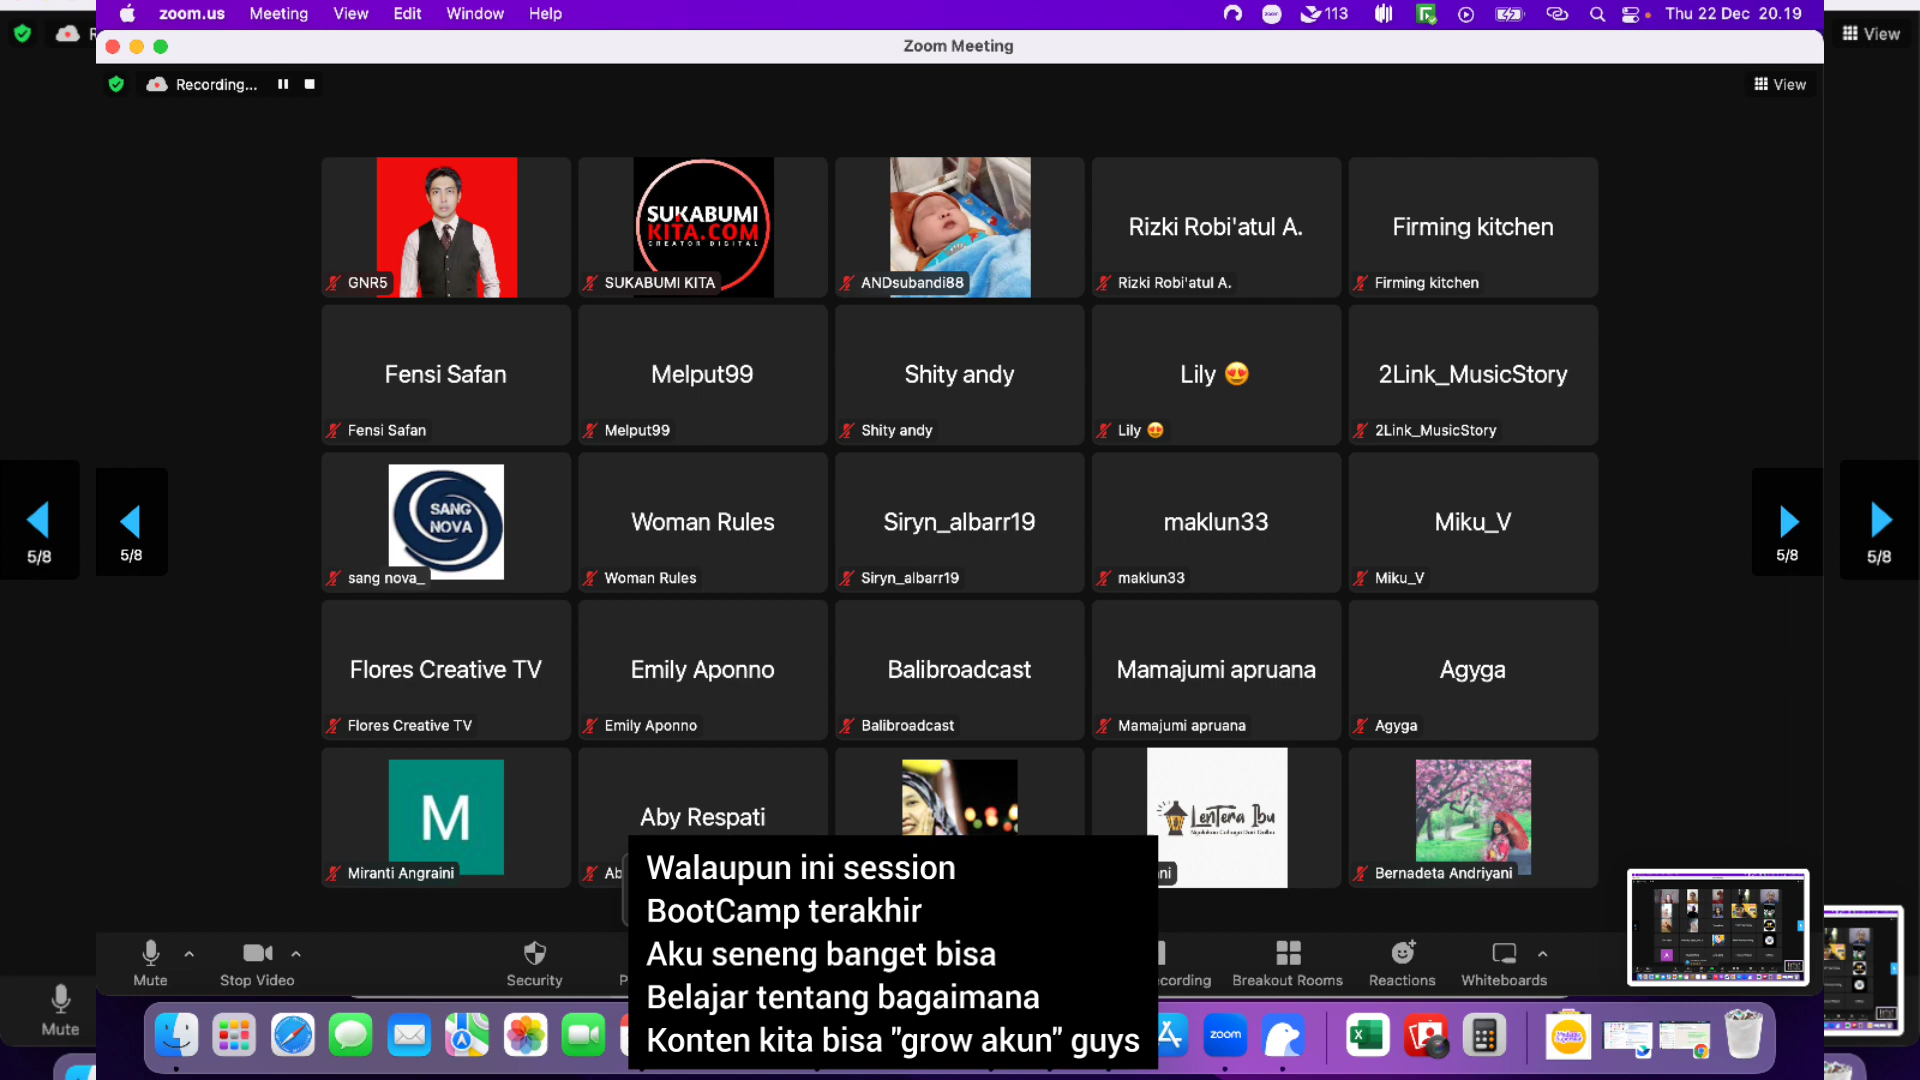 zoom.us Meeting View Edit Window Help
113
Thu 22 Dec 20.19
Zoom Meeting
View
Recording...
View
SUKABUMI
KITA.COM
CREATOR DIGITAL
Rizki Robi'atul A.
Firming kitchen
GNR5
SUKABUMI KITA
ANDsubandi88
Rizki Robi'atul A.
Firming kitchen
Fensi Safan
Melput99
Shity andy
Lily 😍
2Link_MusicStory
Fensi Safan
Melput99
Shity andy
Lily 😍
2Link_MusicStory
SANG
NOVA
Woman Rules
Siryn_albarr19
maklun33
Miku_V
5/8
5/8
5/8
5/8
sang nova_
Woman Rules
Siryn_albarr19
maklun33
Miku_V
Flores Creative TV
Emily Aponno
Balibroadcast
Mamajumi apruana
Agyga
Flores Creative TV
Emily Aponno
Balibroadcast
Mamajumi apruana
Agyga
M
Aby Respati
LenTera Ibu
Miranti Angraini
Ab
ni
Bernadeta Andriyani
Walaupun ini session
BootCamp terakhir
Aku seneng banget bisa
Belajar tentang bagaimana
Konten kita bisa "grow akun" guys
Mute
Stop Video
Security
P
cording
Breakout Rooms
Reactions
Whiteboards
Mute
zoom